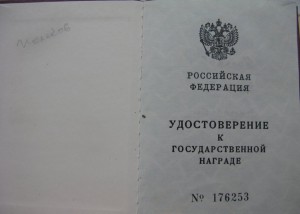 РОССИЙСКАЯ
ФЕДЕРАЦИЯ
УДОСТОВЕРЕНИЕ
К
ГОСУДАРСТВЕННОЙ
НАГРАДЕ
№ 176253